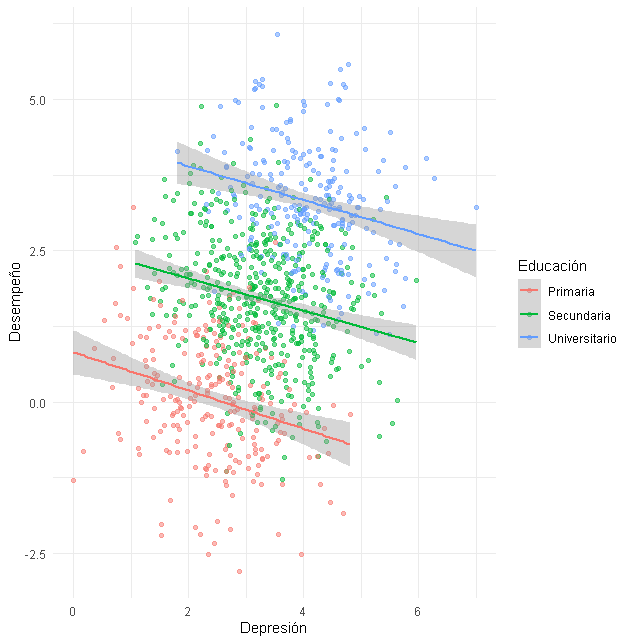 5.0
2.5
0.0
-2.5
Desempeño
0
2
4
6
Depresión
Educación
Primaria
Secundaria
Universitario